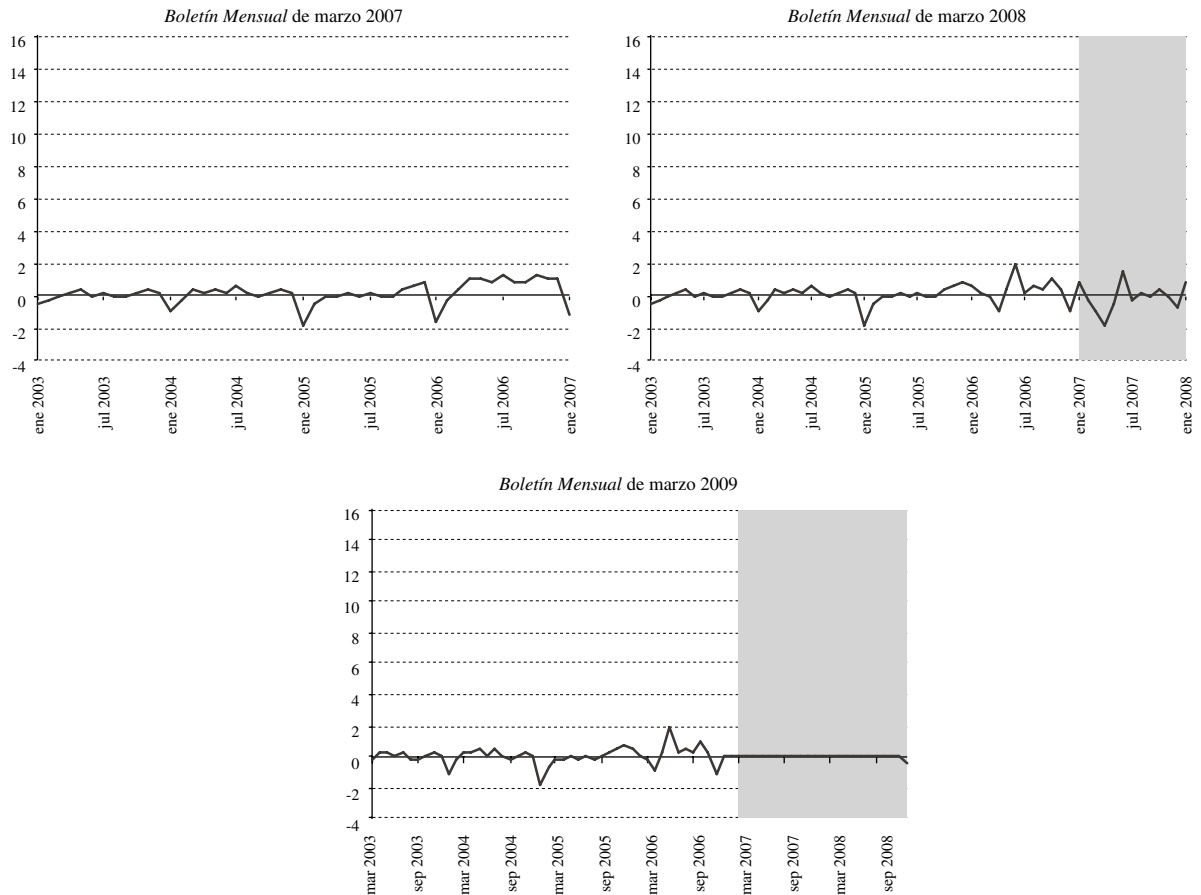 Boletín Mensual de marzo 2007
16
14
12
10
8
6
4
2
0
-2
-4
ene 2003
jul 2003
ene 2004
jul 2004
ene 2005
jul 2005
ene 2006
jul 2006
ene 2007
Boletín Mensual de marzo 2008
16
14
12
10
8
6
4
2
0
-2
-4
ene 2003
jul 2003
ene 2004
jul 2004
ene 2005
jul 2005
ene 2006
jul 2006
ene 2007
jul 2007
ene 2008
Boletín Mensual de marzo 2009
16
14
12
10
8
6
4
2
0
-2
-4
mar 2003
sep 2003
mar 2004
sep 2004
mar 2005
sep 2005
mar 2006
sep 2006
mar 2007
sep 2007
mar 2008
sep 2008